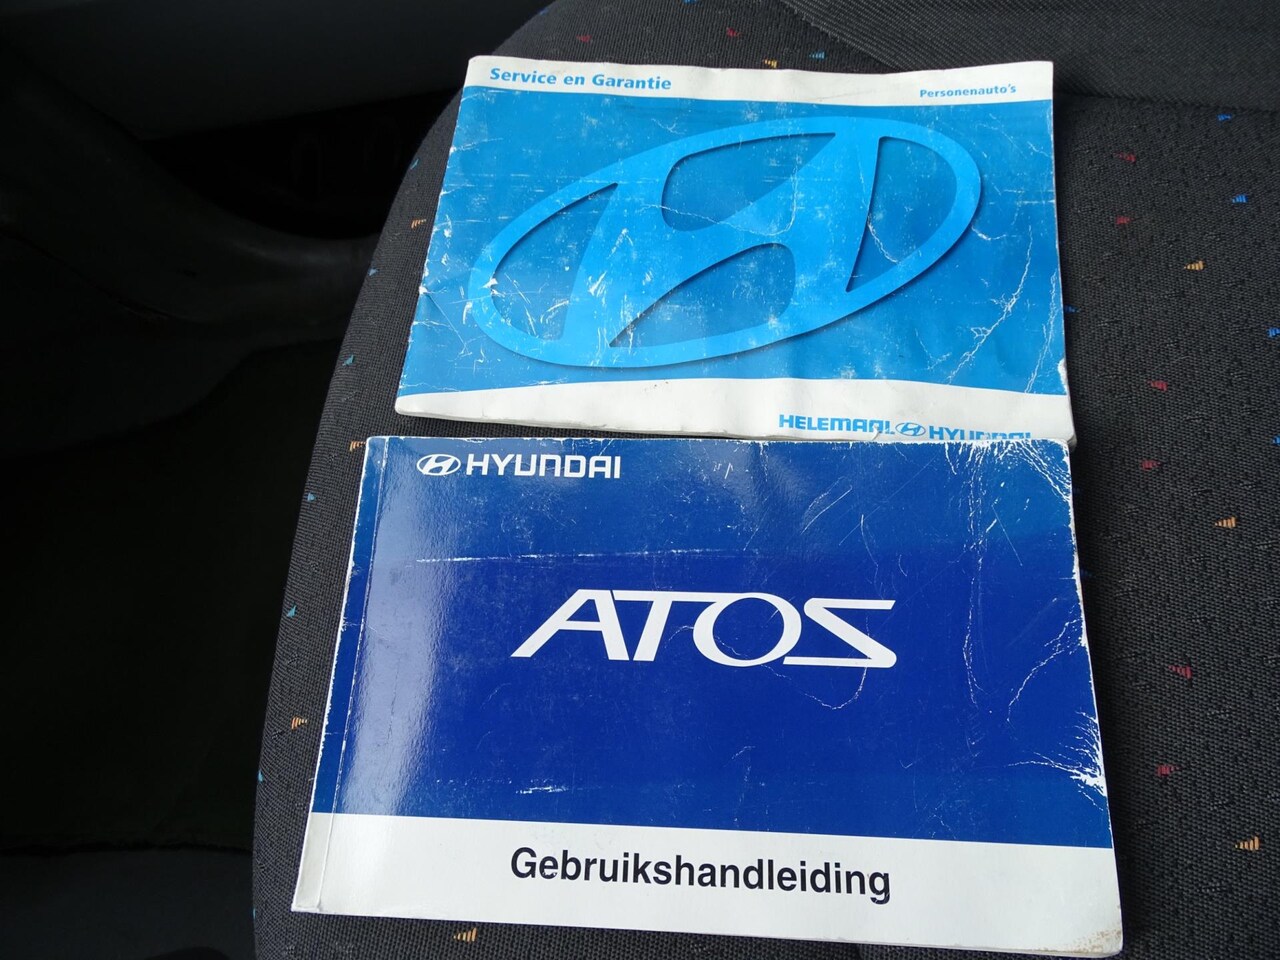 Service en Garantie
Personenauto's
HELEMAAL HYUNDAI
HYUNDAI
ATOS
Gebruikshandleiding